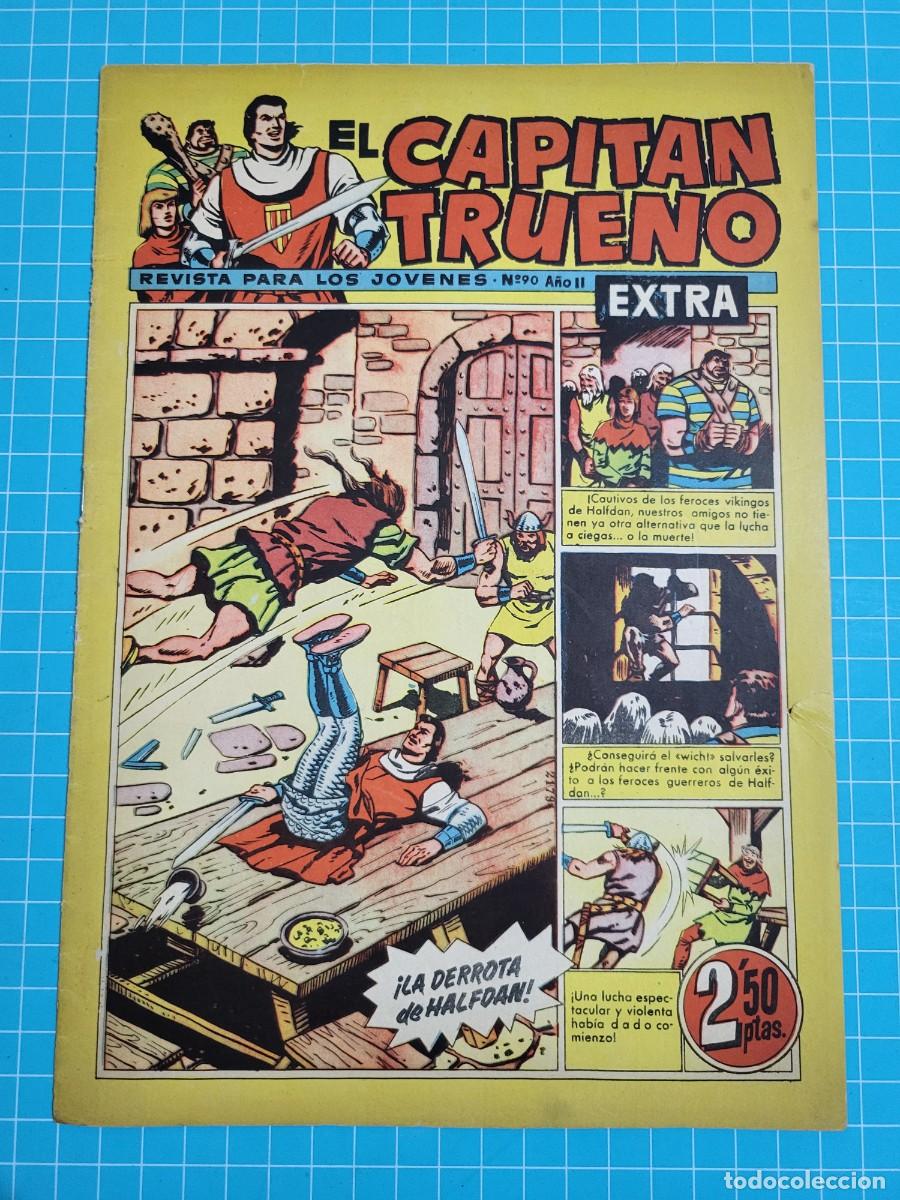 EL CAPITAN
TRUENO
REVISTA PARA LOS JOVENES • Nº90 Año II
EXTRA
¡Cautivos de los feroces vikingos
de Halfdan, nuestros amigos no tie-
nen ya otra alternativa que la lucha
a ciegas... o la muerte!
¿Conseguirá el «wicht» salvarles?
¿Podrán hacer frente con algún éxi-
to a los feroces guerreros de Half-
dan...?
2179
¡LA DERROTA
de HALFDAN!
¡Una lucha espec-
tacular y violenta
había dado co-
mienzo!
2'50
ptas.
todocoleccion